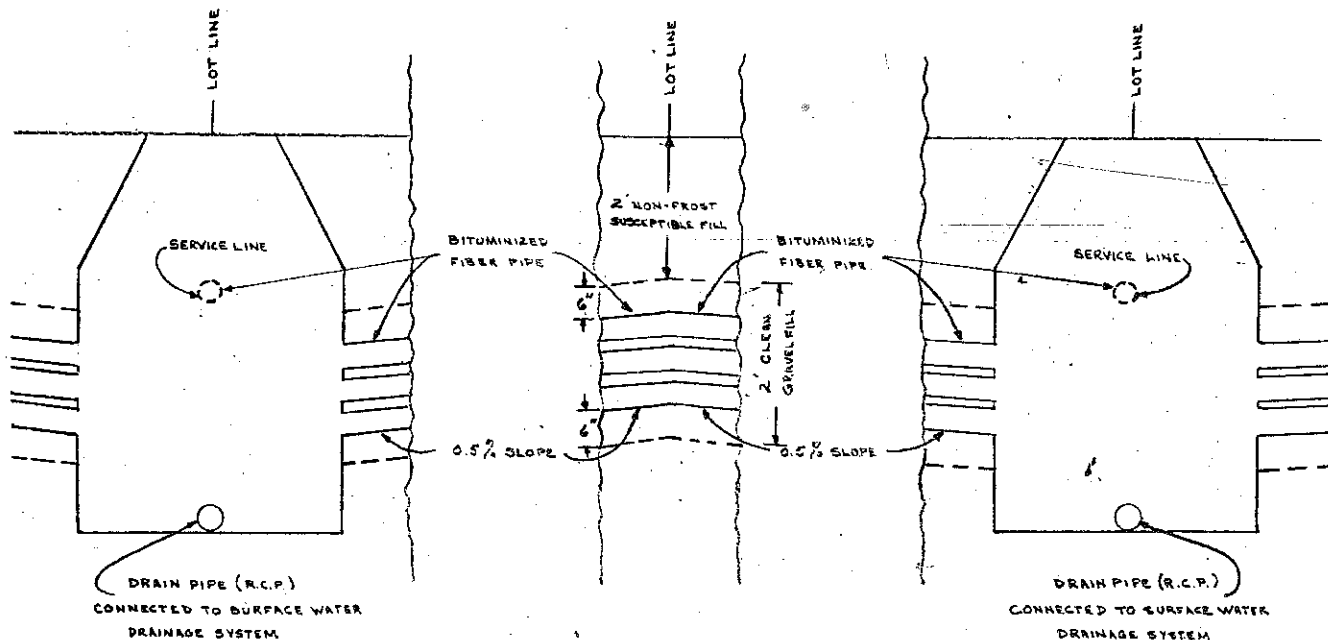 LOT LINE
LOT LINE
LOT LINE
2' NON-FROST
SUSCEPTIBLE FILL
SERVICE LINE
BITUMINIZED
FIBER PIPE
BITUMINIZED
FIBER PIPE
SERVICE LINE
6"
2' CLEAN
GRAVEL FILL
6"
0.5% SLOPE
0.5% SLOPE
DRAIN PIPE (R.C.P.)
CONNECTED TO SURFACE WATER
DRAINAGE SYSTEM
DRAIN PIPE (R.C.P.)
CONNECTED TO SURFACE WATER
DRAINAGE SYSTEM